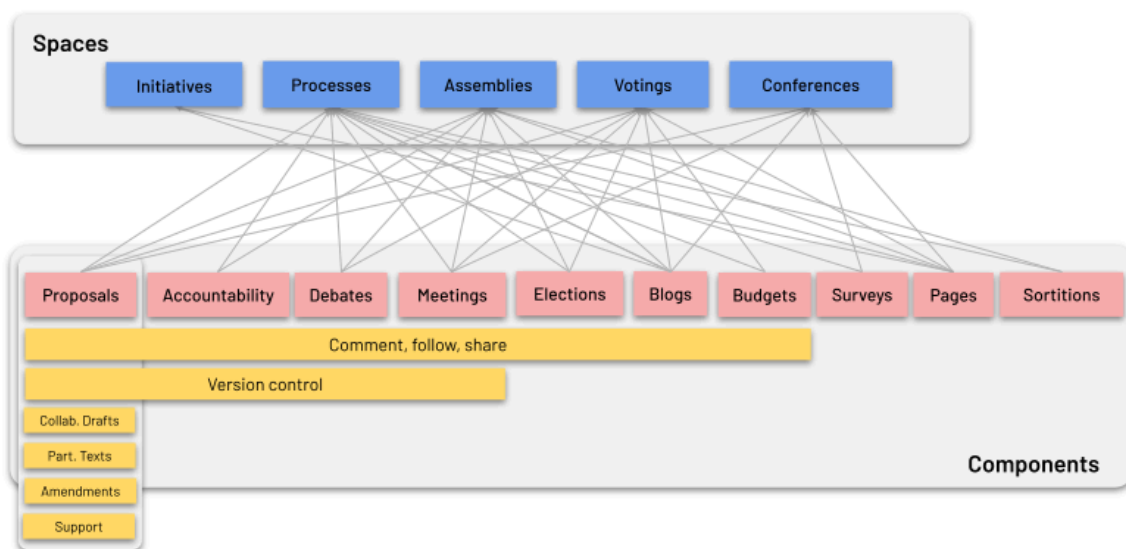 Spaces
Initiatives
Processes
Assemblies
Votings
Conferences
Proposals
Accountability
Debates
Meetings
Elections
Blogs
Budgets
Surveys
Pages
Sortitions
Comment, follow, share
Version control
Collab. Drafts
Part. Texts
Amendments
Support
Components